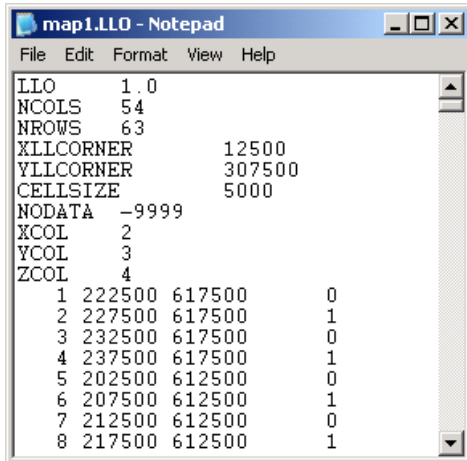 map1.LLO - Notepad
File Edit Format View Help
LLO 1.0
NCOLS 54
NROWS 63
XLLCORNER 12500
YLLCORNER 307500
CELLSIZE 5000
NODATA -9999
XCOL 2
YCOL 3
ZCOL 4
1 222500 617500 0
2 227500 617500 1
3 232500 617500 0
4 237500 617500 1
5 202500 612500 0
6 207500 612500 1
7 212500 612500 0
8 217500 612500 1